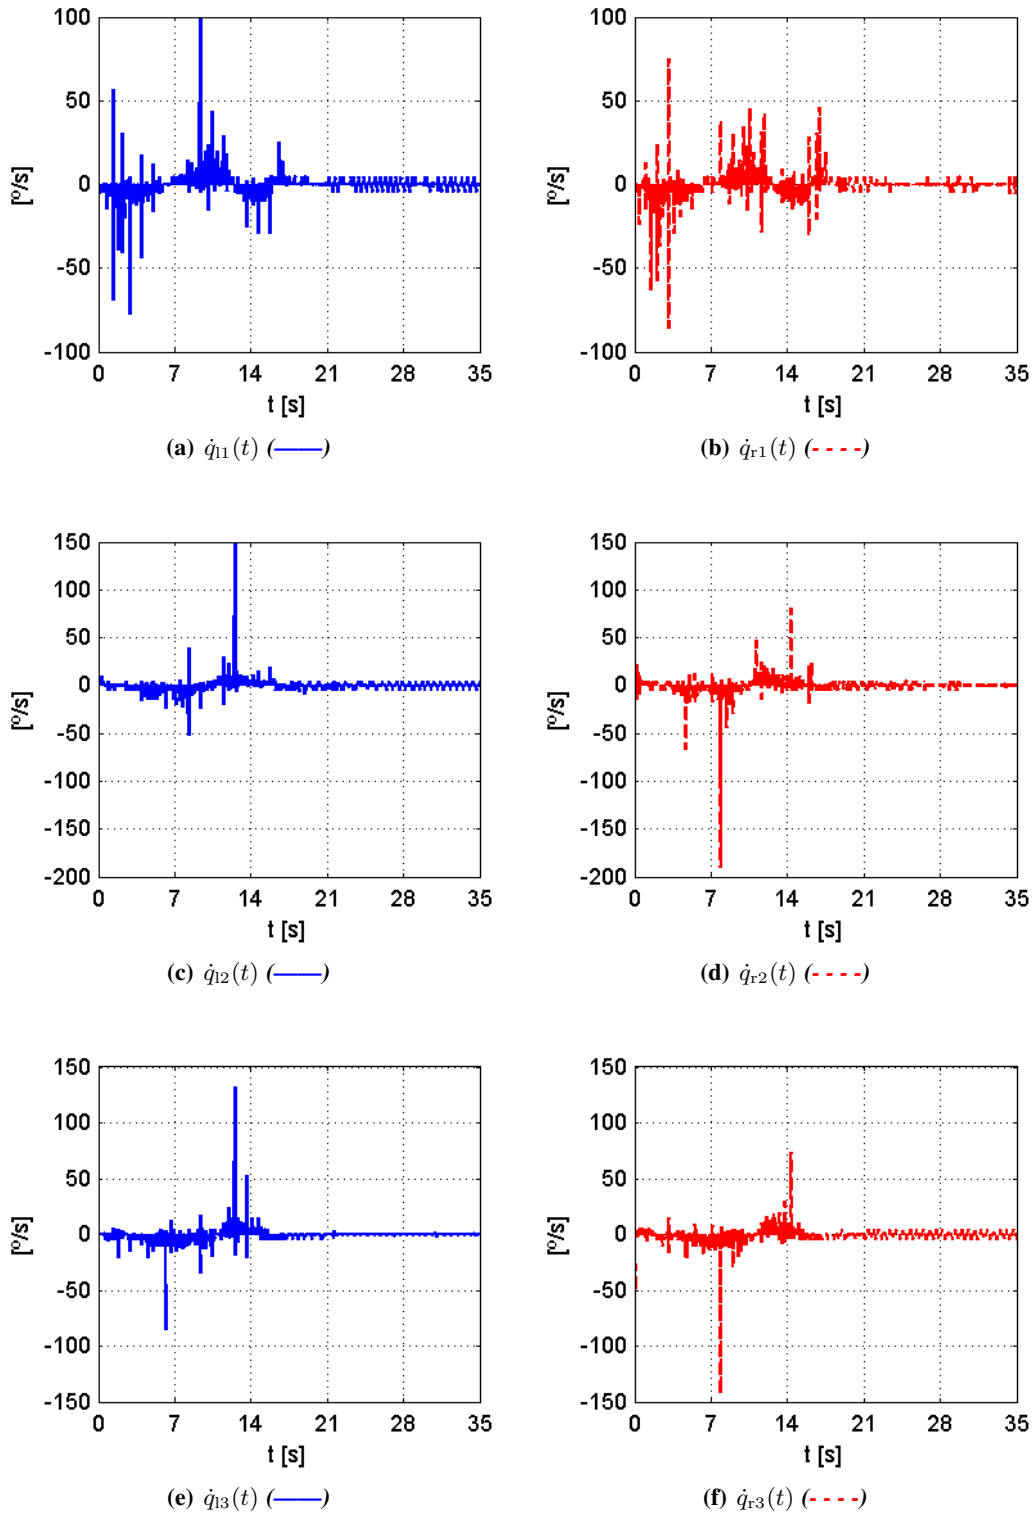 100
50
0
-50
-100
[º/s]
0 7 14 21 28 35
t [s]
(a) q̇l1(t) (——)
100
50
0
-50
-100
[º/s]
0 7 14 21 28 35
t [s]
(b) q̇r1(t) (- - - -)
150
100
50
0
-50
-100
-150
-200
[º/s]
0 7 14 21 28 35
t [s]
(c) q̇l2(t) (——)
150
100
50
0
-50
-100
-150
-200
[º/s]
0 7 14 21 28 35
t [s]
(d) q̇r2(t) (- - - -)
150
100
50
0
-50
-100
-150
[º/s]
0 7 14 21 28 35
t [s]
(e) q̇l3(t) (——)
150
100
50
0
-50
-100
-150
[º/s]
0 7 14 21 28 35
t [s]
(f) q̇r3(t) (- - - -)